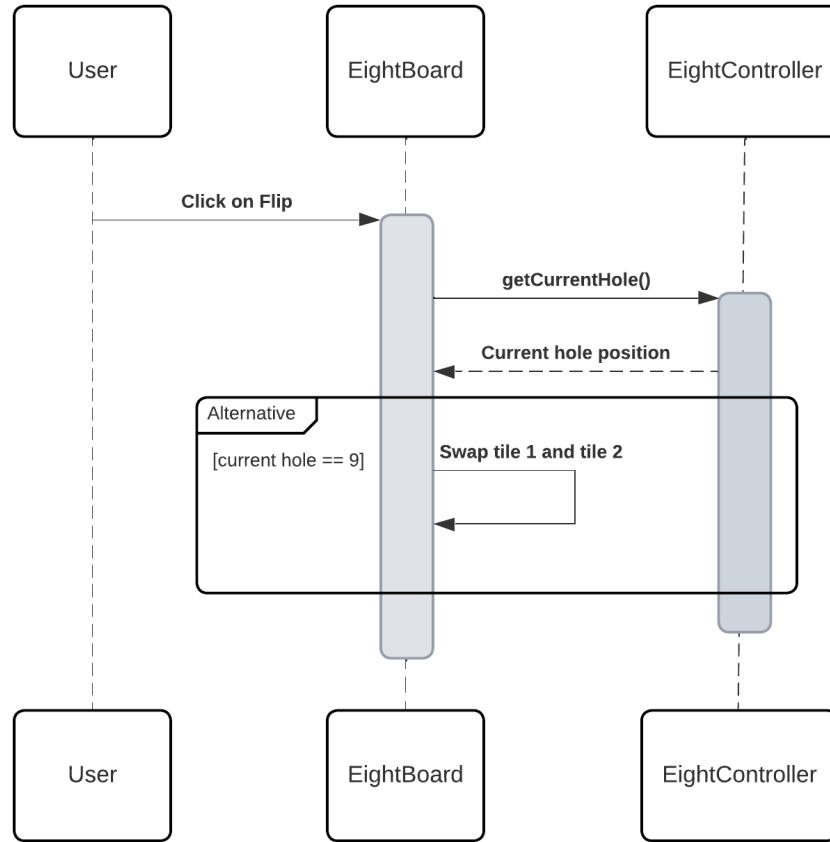 User
EightBoard
EightController
Click on Flip
getCurrentHole()
Current hole position
Alternative
[current hole == 9]
Swap tile 1 and tile 2
User
EightBoard
EightController